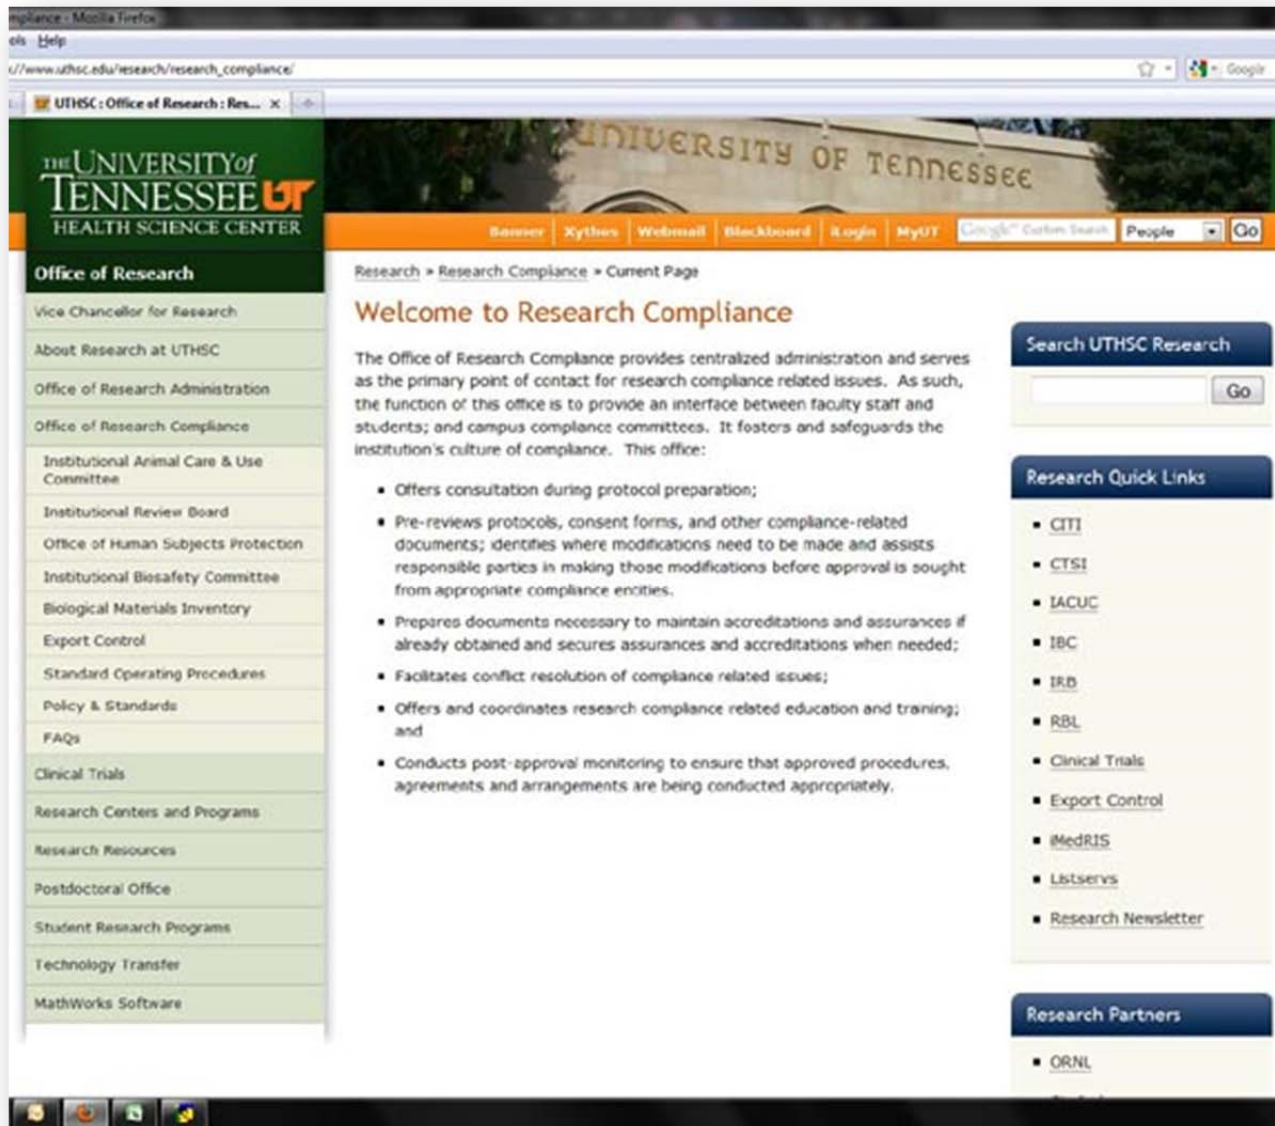 mpliance - Mozilla Firefox
ols Help
://www.uthsc.edu/research/research_compliance/
Google
UTHSC : Office of Research : Res...
THE UNIVERSITY of
TENNESSEE UT
HEALTH SCIENCE CENTER
UNIVERSITY OF TENNESSEE
Banner Xythos Webmail Blackboard iLogin MyUT Google™ Custom Search People Go
Office of Research
Vice Chancellor for Research
About Research at UTHSC
Office of Research Administration
Office of Research Compliance
Institutional Animal Care & Use
Committee
Institutional Review Board
Office of Human Subjects Protection
Institutional Biosafety Committee
Biological Materials Inventory
Export Control
Standard Operating Procedures
Policy & Standards
FAQs
Clinical Trials
Research Centers and Programs
Research Resources
Postdoctoral Office
Student Research Programs
Technology Transfer
MathWorks Software
Research » Research Compliance » Current Page
Welcome to Research Compliance
The Office of Research Compliance provides centralized administration and serves
as the primary point of contact for research compliance related issues. As such,
the function of this office is to provide an interface between faculty staff and
students; and campus compliance committees. It fosters and safeguards the
institution's culture of compliance. This office:
▪ Offers consultation during protocol preparation;
▪ Pre-reviews protocols, consent forms, and other compliance-related
documents; identifies where modifications need to be made and assists
responsible parties in making those modifications before approval is sought
from appropriate compliance entities.
▪ Prepares documents necessary to maintain accreditations and assurances if
already obtained and secures assurances and accreditations when needed;
▪ Facilitates conflict resolution of compliance related issues;
▪ Offers and coordinates research compliance related education and training;
and
▪ Conducts post-approval monitoring to ensure that approved procedures,
agreements and arrangements are being conducted appropriately.
Search UTHSC Research
Go
Research Quick Links
▪ CITI
▪ CTSI
▪ IACUC
▪ IBC
▪ IRB
▪ RBL
▪ Clinical Trials
▪ Export Control
▪ iMedRIS
▪ Listservs
▪ Research Newsletter
Research Partners
▪ ORNL